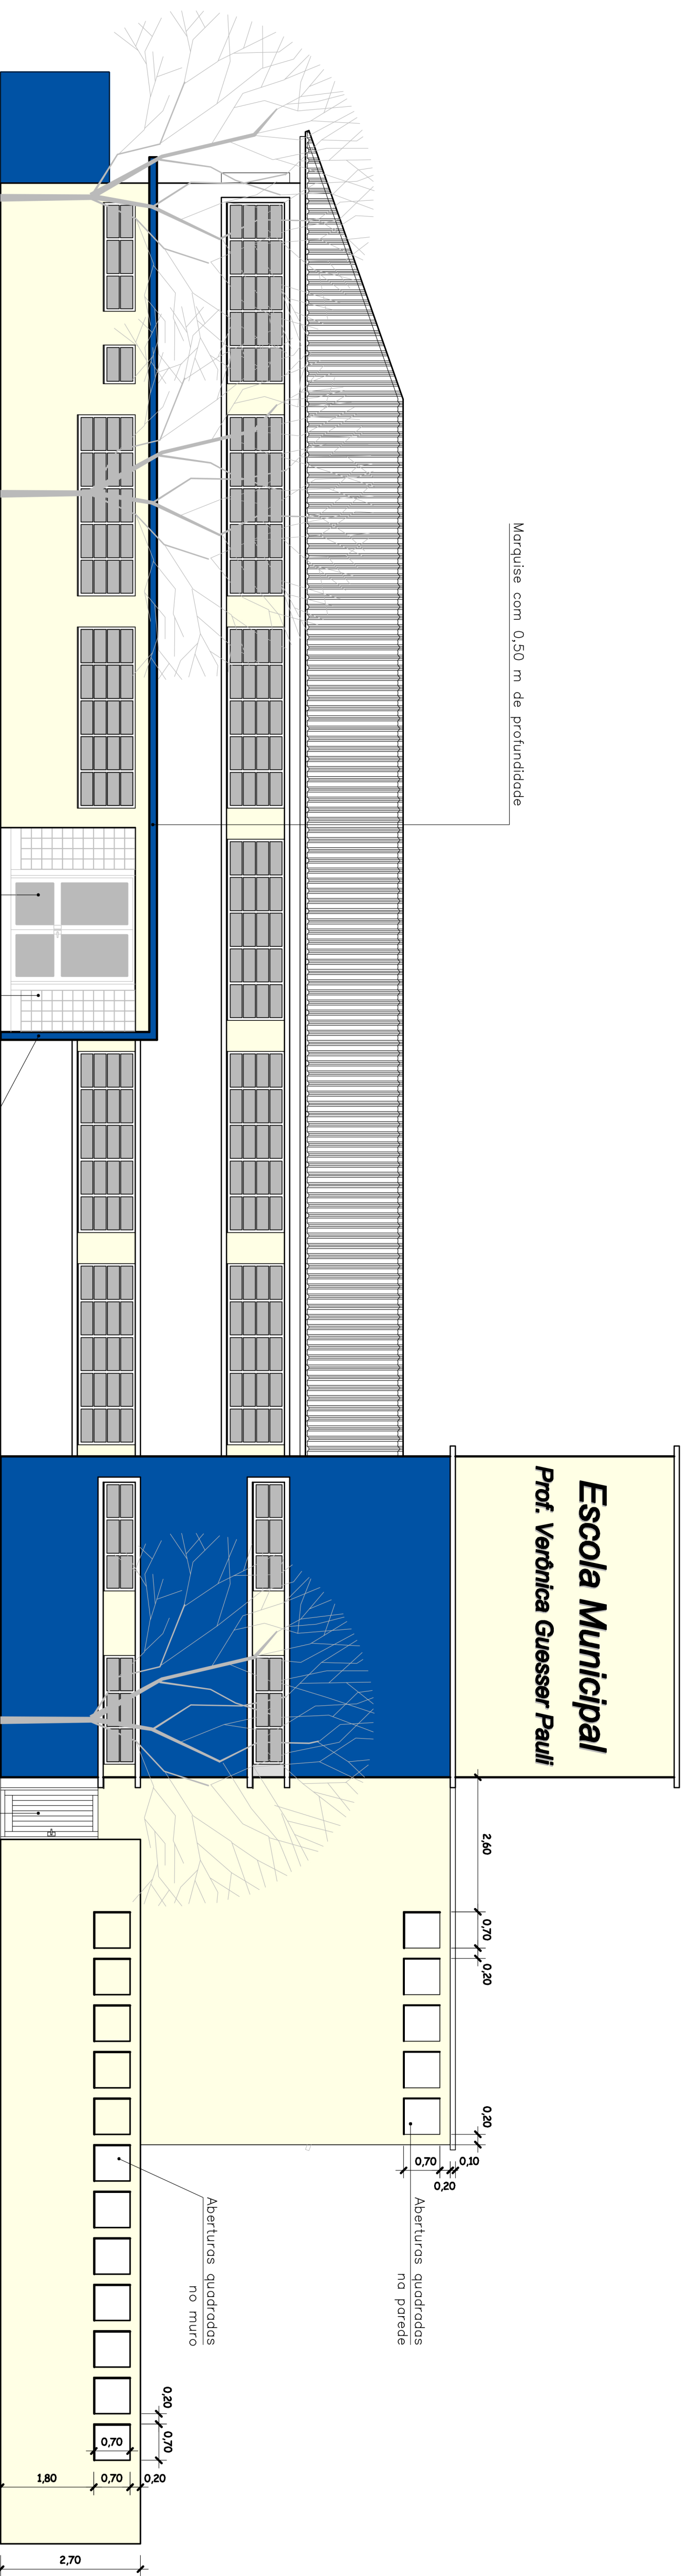 Marquise com 0,50 m de profundidade
Escola Municipal
Prof. Verônica Guesser Pauli
2,60
0,70
0,20
0,20
0,10
0,20
0,70
Aberturas quadradas
na parede
Aberturas quadradas
no muro
0,20
0,70
0,70
0,20
0,70
1,80
2,70